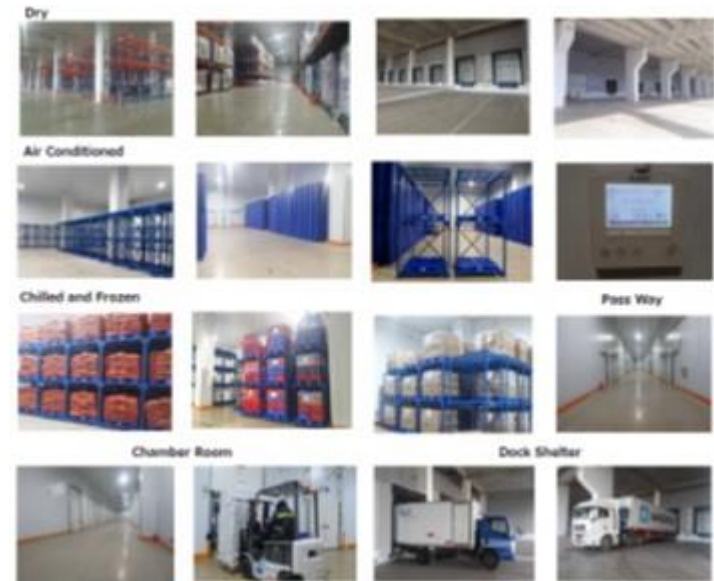 Dry
Air Conditioned
Chilled and Frozen
Pass Way
Chamber Room
Dock Shelter